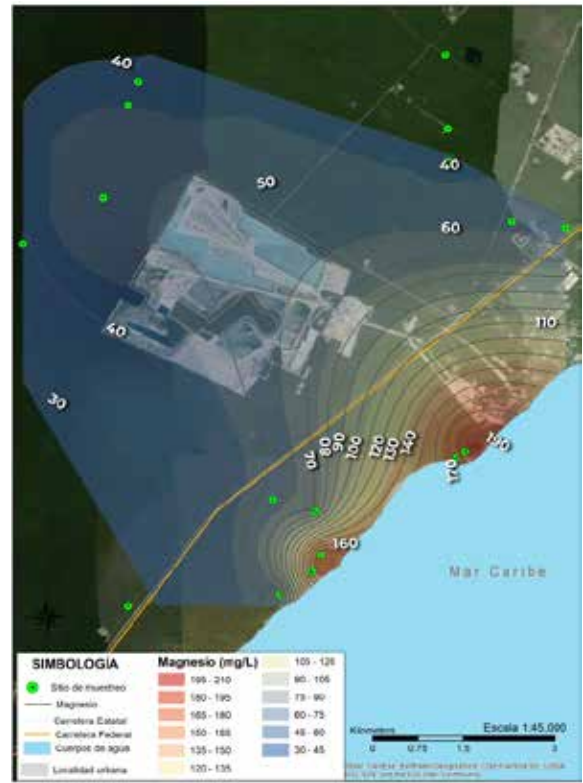 40
50
40
60
110
40
30
70
80
90
100
120
130
140
190
170
160
Mar Caribe
SIMBOLOGÍA
Sitio de muestreo
Magnesio
Carretera Estatal
Carretera Federal
Cuerpos de agua
Localidad urbana
Magnesio (mg/L)
195 - 210
180 - 195
165 - 180
150 - 165
135 - 150
120 - 135
105 - 120
90 - 105
75 - 90
60 - 75
45 - 60
30 - 45
Kilometers
Escala 1:45,000
0 0.75 1.5 3